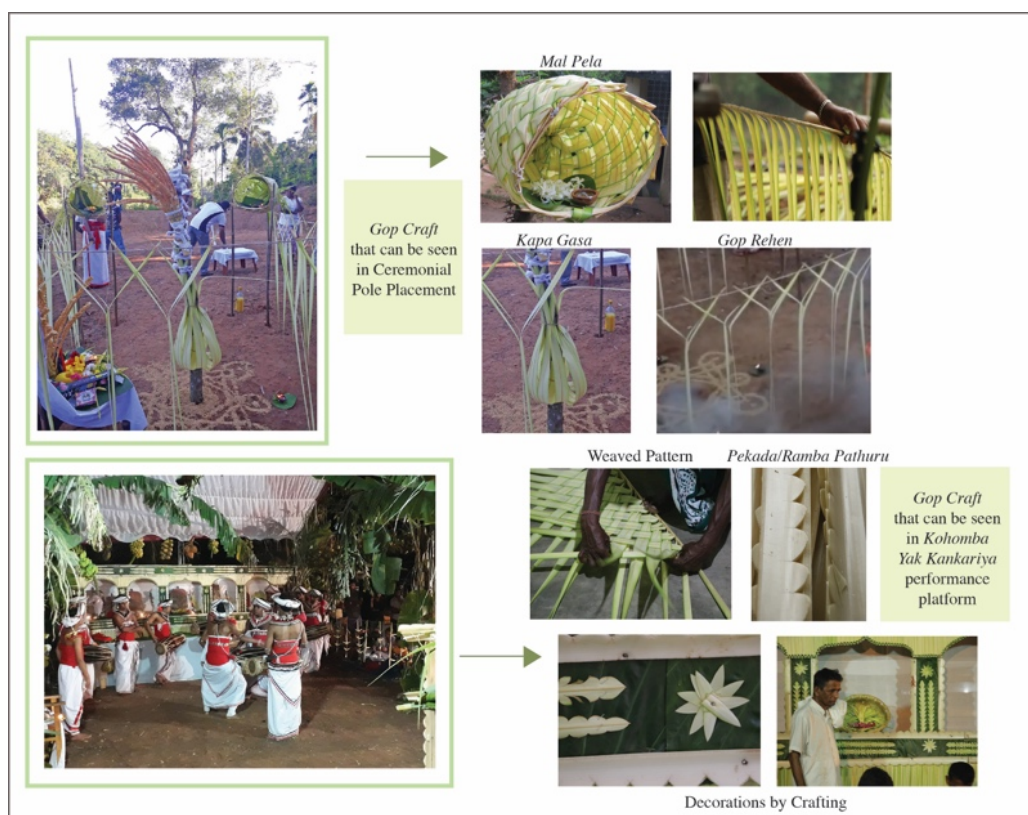 Mal Pela
Gop Craft
that can be seen
in Ceremonial
Pole Placement
Kapa Gasa
Gop Rehen
Weaved Pattern
Pekada/Ramba Pathuru
Gop Craft
that can be seen
in Kohomba
Yak Kankariya
performance
platform
Decorations by Crafting